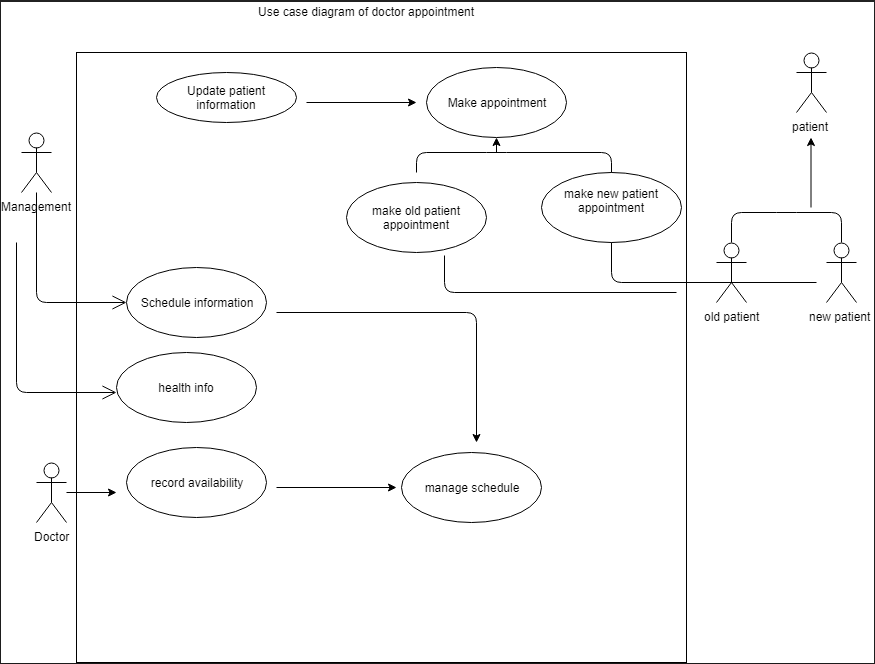 Use case diagram of doctor appointment
Update patient
information
Make appointment
patient
Management
make old patient
appointment
make new patient
appointment
Schedule information
old patient
new patient
health info
record availability
manage schedule
Doctor